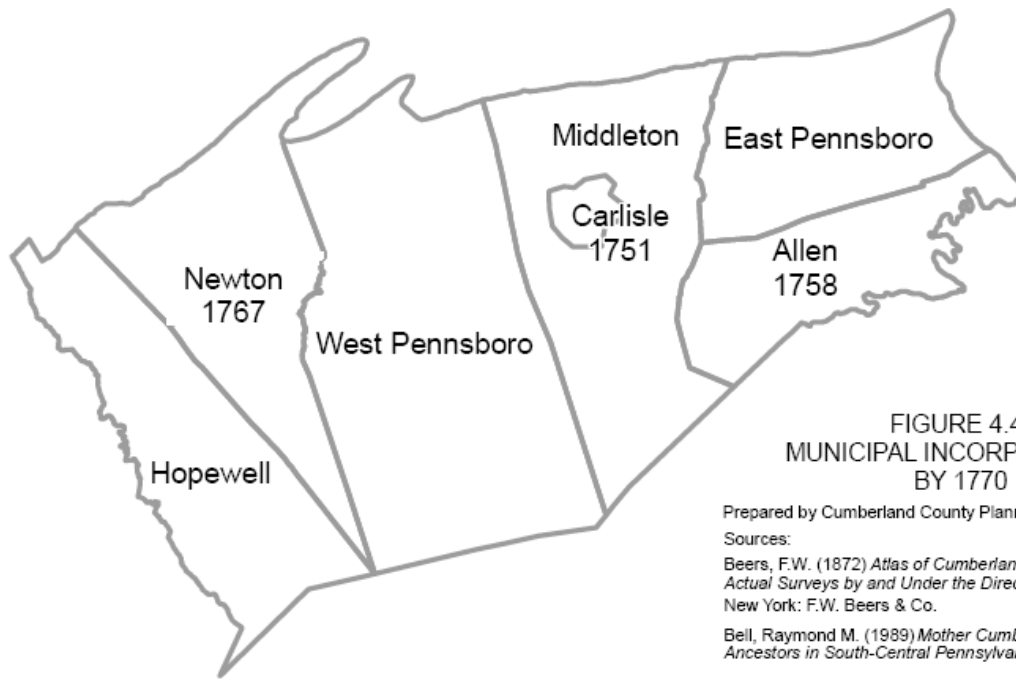 Middleton
East Pennsboro
Carlisle
1751
Allen
1758
Newton
1767
West Pennsboro
Hopewell
FIGURE 4.4
MUNICIPAL INCORP
BY 1770
Prepared by Cumberland County Plann
Sources:
Beers, F.W. (1872) Atlas of Cumberlan
Actual Surveys by and Under the Direc
New York: F.W. Beers & Co.
Bell, Raymond M. (1989) Mother Cumb
Ancestors in South-Central Pennsylvan